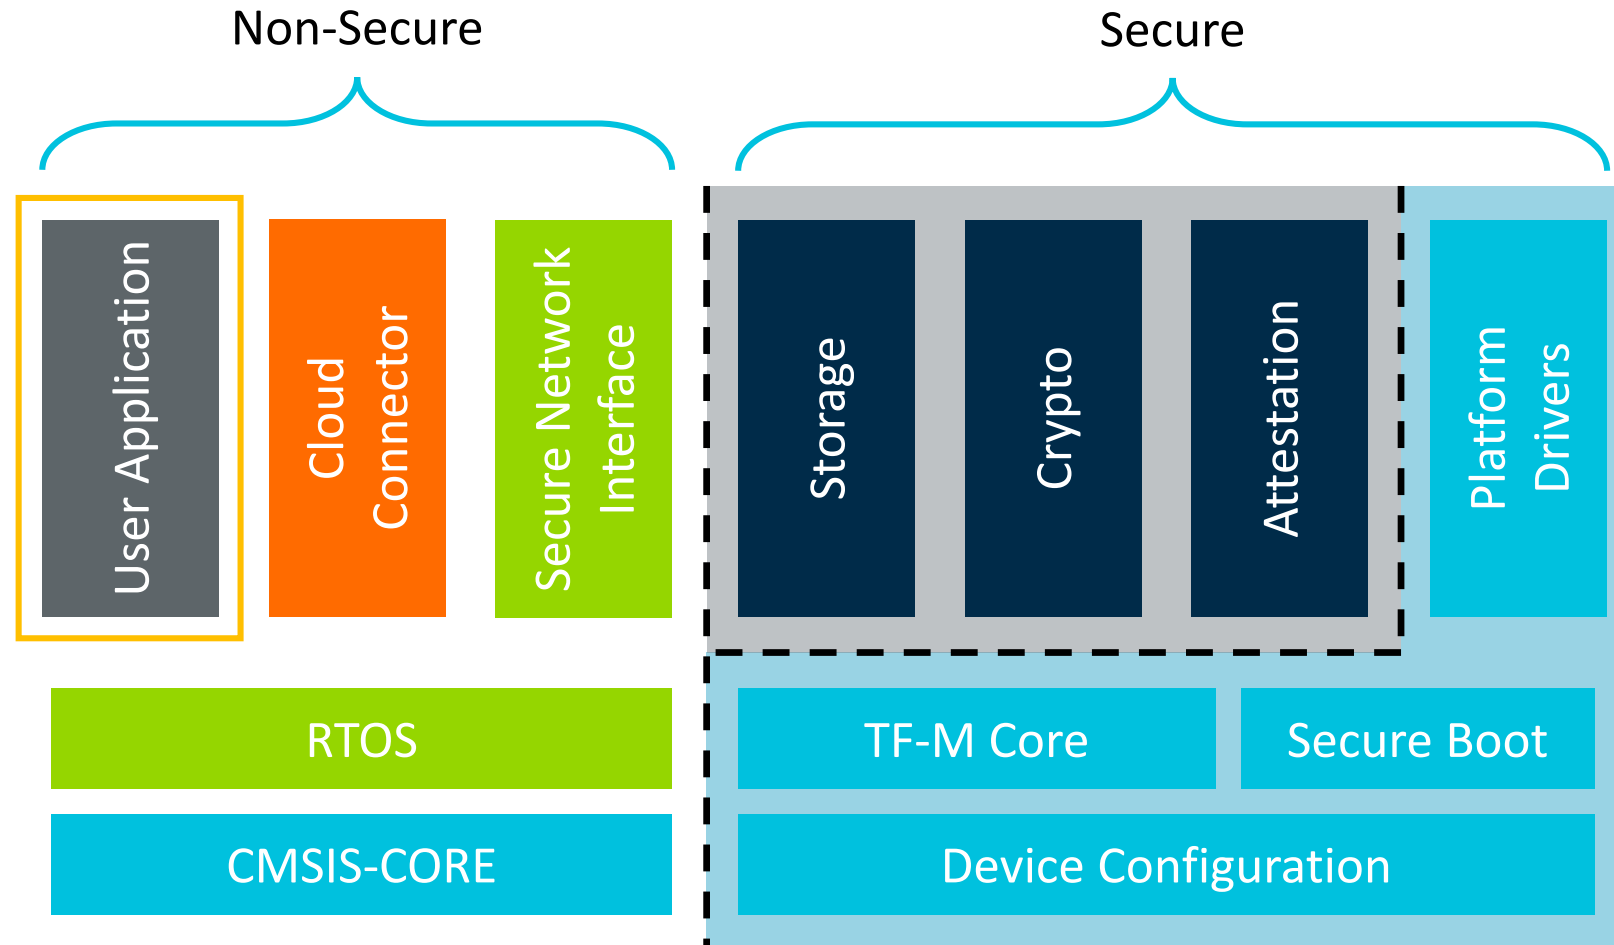 Non-Secure
Secure
User Application
Cloud
Connector
Secure Network
Interface
Storage
Crypto
Attestation
Platform
Drivers
RTOS
TF-M Core
Secure Boot
CMSIS-CORE
Device Configuration